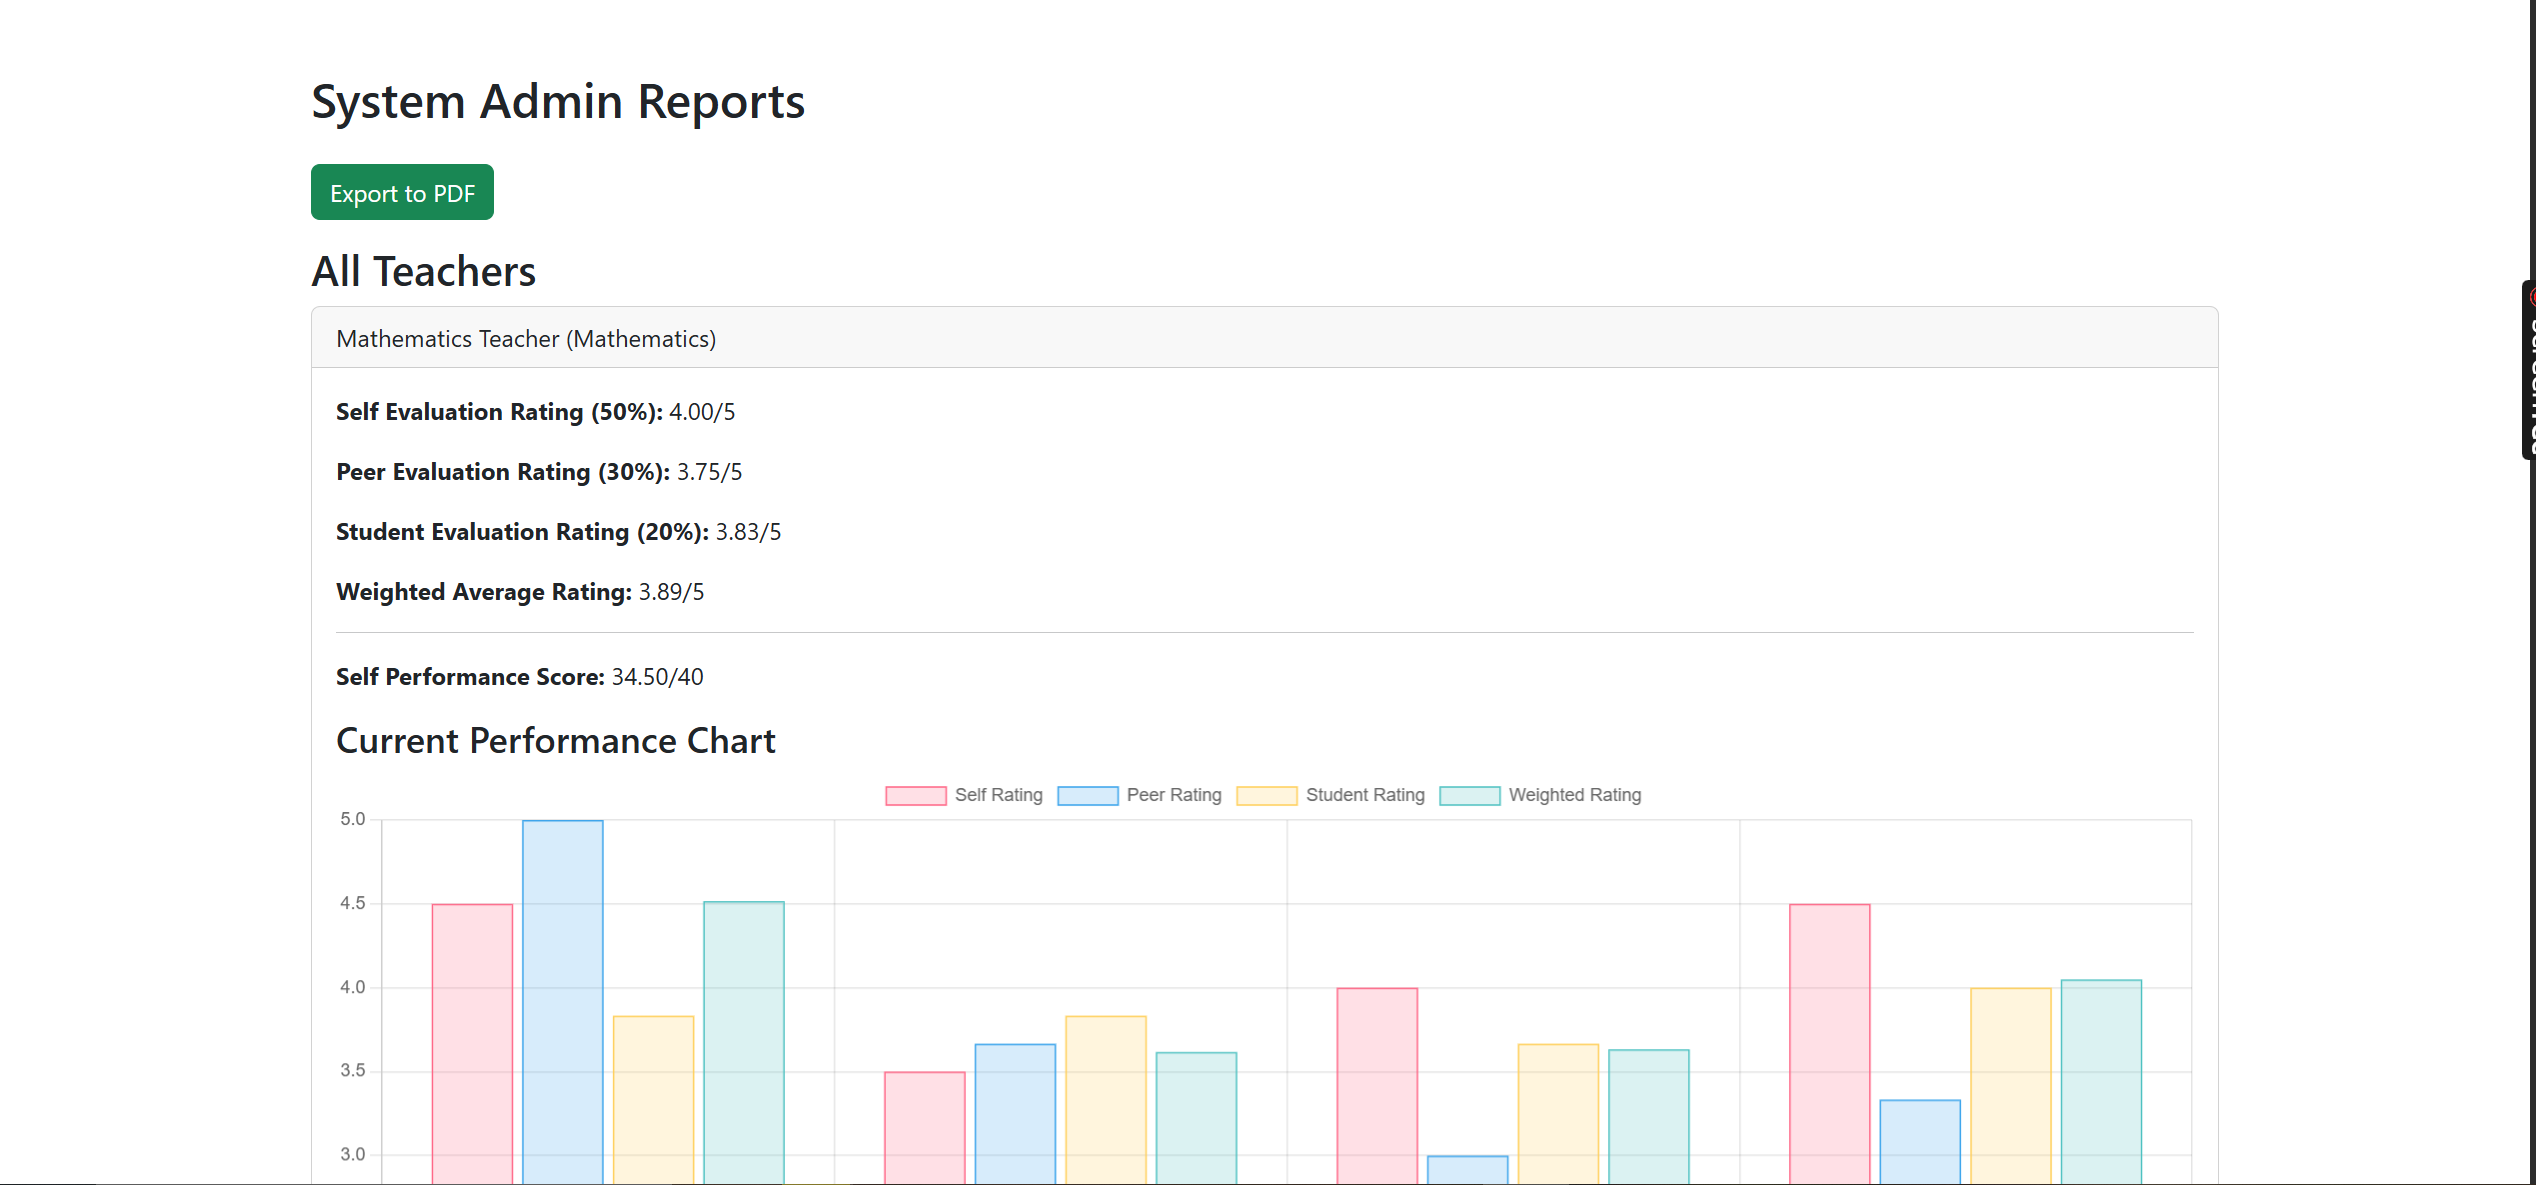 System Admin Reports
Export to PDF
All Teachers
Mathematics Teacher (Mathematics)
Self Evaluation Rating (50%): 4.00/5
Peer Evaluation Rating (30%): 3.75/5
Student Evaluation Rating (20%): 3.83/5
Weighted Average Rating: 3.89/5
Self Performance Score: 34.50/40
Current Performance Chart
Self Rating Peer Rating Student Rating Weighted Rating
5.0
4.5
4.0
3.5
3.0